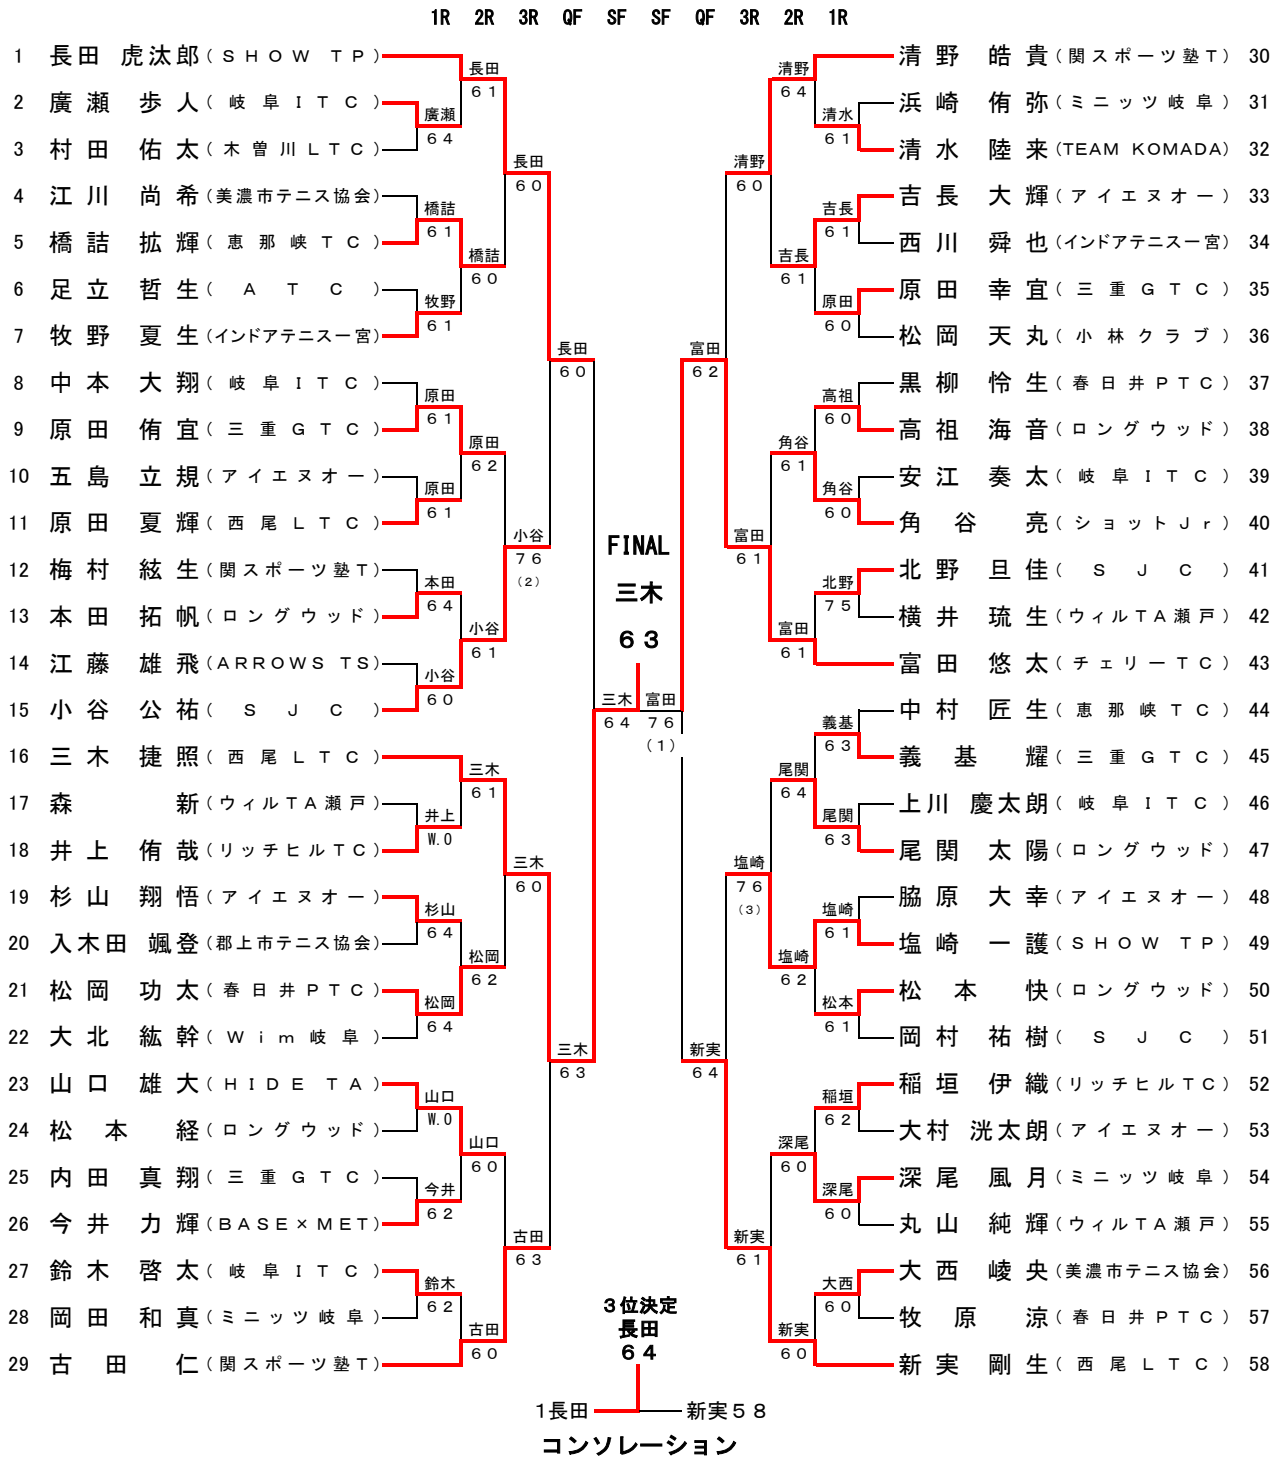 1R 2R 3R QF SF SF QF 3R 2R 1R
1 長田 虎汰郎 (SHOW TP)
2 廣瀬 歩人 (岐阜ITC)
3 村田 佑太 (木曽川LTC)
4 江川 尚希 (美濃市テニス協会)
5 橋詰 拡輝 (恵那峡TC)
6 足立 哲生 (ATC)
7 牧野 夏生 (インドアテニス一宮)
8 中本 大翔 (岐阜ITC)
9 原田 侑宜 (三重GTC)
10 五島 立規 (アイエヌオー)
11 原田 夏輝 (西尾LTC)
12 梅村 絃生 (関スポーツ塾T)
13 本田 拓帆 (ロングウッド)
14 江藤 雄飛 (ARROWS TS)
15 小谷 公祐 (SJC)
16 三木 捷照 (西尾LTC)
17 森 新 (ウィルTA瀬戸)
18 井上 侑哉 (リッチヒルTC)
19 杉山 翔悟 (アイエヌオー)
20 入木田 颯登 (郡上市テニス協会)
21 松岡 功太 (春日井PTC)
22 大北 紘幹 (Wim岐阜)
23 山口 雄大 (HIDE TA)
24 松本 経 (ロングウッド)
25 内田 真翔 (三重GTC)
26 今井 力輝 (BASE×MET)
27 鈴木 啓太 (岐阜ITC)
28 岡田 和真 (ミニッツ岐阜)
29 古田 仁 (関スポーツ塾T)
廣瀬
64
橋詰
61
牧野
61
原田
61
原田
61
本田
64
小谷
60
井上
W.0
杉山
64
松岡
64
山口
W.0
今井
62
鈴木
62
長田
61
橋詰
60
原田
62
小谷
61
三木
61
松岡
62
山口
60
古田
60
長田
60
小谷
76
(2)
三木
60
古田
63
長田
60
三木
63
三木
64
FINAL
三木
63
富田
76
(1)
富田
62
新実
64
清野
60
富田
61
塩崎
76
(3)
新実
61
清野
64
吉長
61
角谷
61
富田
61
尾関
64
塩崎
62
深尾
60
新実
60
清水
61
吉長
61
原田
60
高祖
60
角谷
60
北野
75
義基
63
尾関
63
塩崎
61
松本
61
稲垣
62
深尾
60
大西
60
清野 皓貴 (関スポーツ塾T) 30
浜崎 侑弥 (ミニッツ岐阜) 31
清水 陸来 (TEAM KOMADA) 32
吉長 大輝 (アイエヌオー) 33
西川 舜也 (インドアテニス一宮) 34
原田 幸宜 (三重GTC) 35
松岡 天丸 (小林クラブ) 36
黒柳 怜生 (春日井PTC) 37
高祖 海音 (ロングウッド) 38
安江 奏太 (岐阜ITC) 39
角谷 亮 (ショットJr) 40
北野 旦佳 (SJC) 41
横井 琉生 (ウィルTA瀬戸) 42
富田 悠太 (チェリーTC) 43
中村 匠生 (恵那峡TC) 44
義基 耀 (三重GTC) 45
上川 慶太朗 (岐阜ITC) 46
尾関 太陽 (ロングウッド) 47
脇原 大幸 (アイエヌオー) 48
塩崎 一護 (SHOW TP) 49
松本 快 (ロングウッド) 50
岡村 祐樹 (SJC) 51
稲垣 伊織 (リッチヒルTC) 52
大村 洸太朗 (アイエヌオー) 53
深尾 風月 (ミニッツ岐阜) 54
丸山 純輝 (ウィルTA瀬戸) 55
大西 崚央 (美濃市テニス協会) 56
牧原 涼 (春日井PTC) 57
新実 剛生 (西尾LTC) 58
3位決定
長田
64
1長田 新実58
コンソレーション